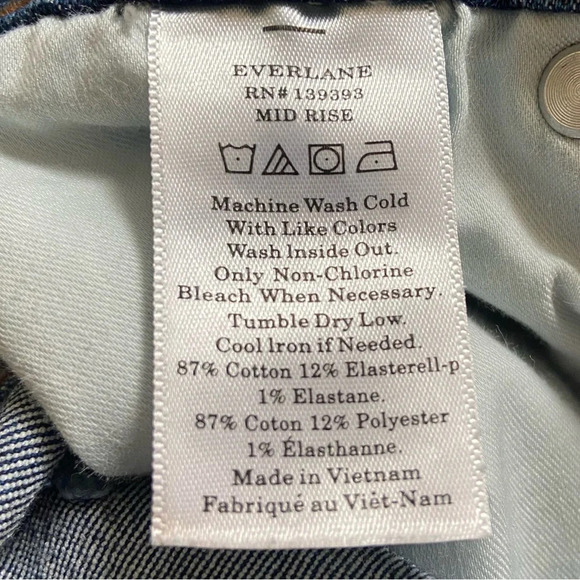 EVERLANE
RN# 139393
MID RISE
Machine Wash Cold
With Like Colors
Wash Inside Out.
Only Non-Chlorine
Bleach When Necessary.
Tumble Dry Low.
Cool Iron if Needed.
87% Cotton 12% Elasterell-p
1% Elastane.
87% Coton 12% Polyester
1% Élasthanne.
Made in Vietnam
Fabriqué au Viêt-Nam